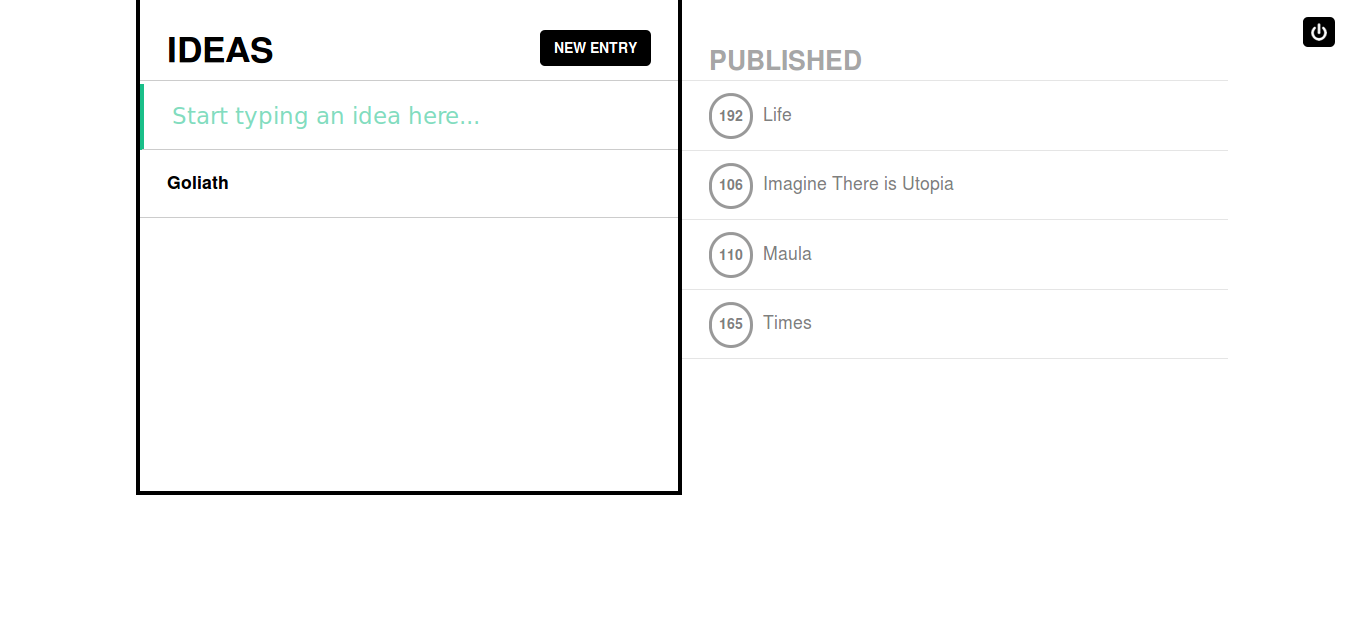 IDEAS
NEW ENTRY
Start typing an idea here...
Goliath
PUBLISHED
192 Life
106 Imagine There is Utopia
110 Maula
165 Times